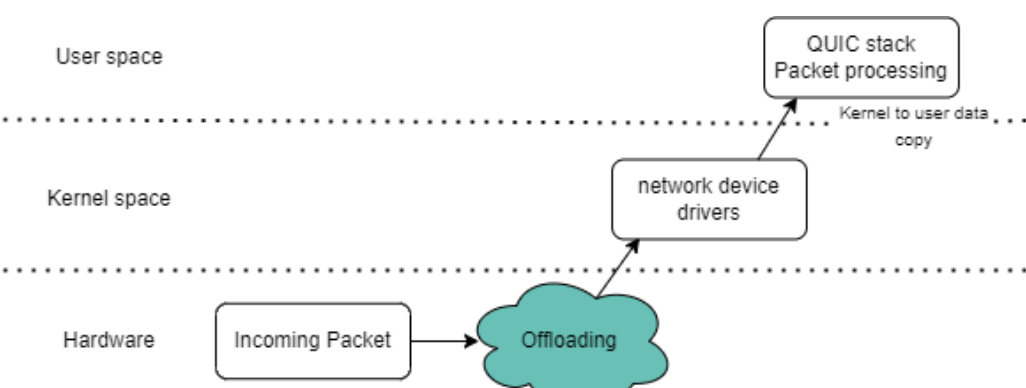 User space
QUIC stack
Packet processing
Kernel to user data
copy
Kernel space
network device
drivers
Hardware
Incoming Packet
Offloading